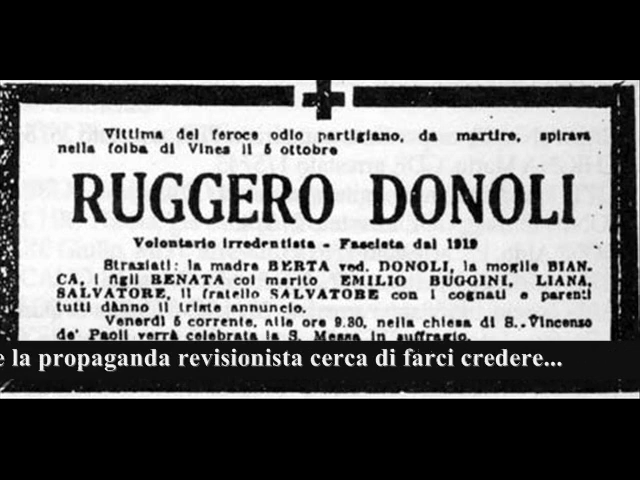 Vittima del feroce odio partigiano, da martire, spirava
nella foiba di Vines il 5 ottobre
RUGGERO DONOLI
Volontario Irredentista - Fascista dal 1919
Straziati: la madre BERTA ved. DONOLI, la moglie BIAN-
CA, i figli RENATA col marito EMILIO BUGGINI, LIANA,
SALVATORE, il fratello SALVATORE con i cognati e parenti
tutti dànno il triste annuncio.
Venerdì 5 corrente, alle ore 9.30, nella chiesa di S. Vincenzo
de' Paoli verrà celebrata la S. Messa in suffragio.
e la propaganda revisionista cerca di farci credere...